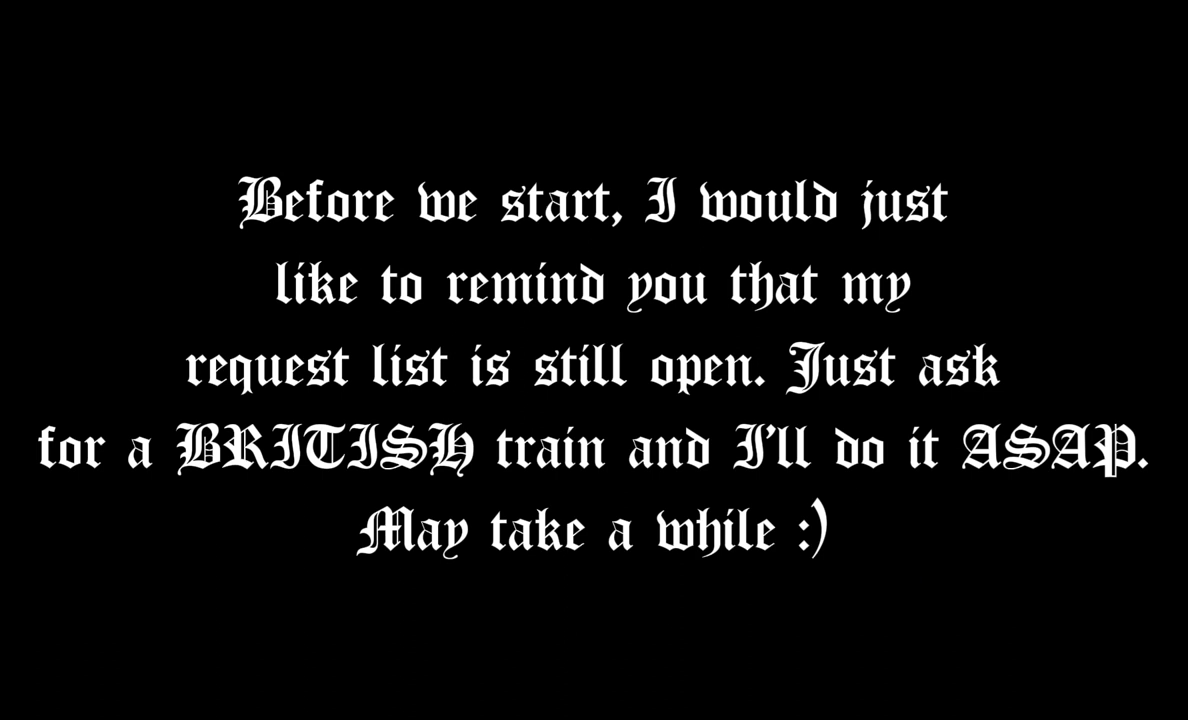 Before we start, I would just
like to remind you that my
request list is still open. Just ask
for a BRITISH train and I'll do it ASAP.
May take a while :)